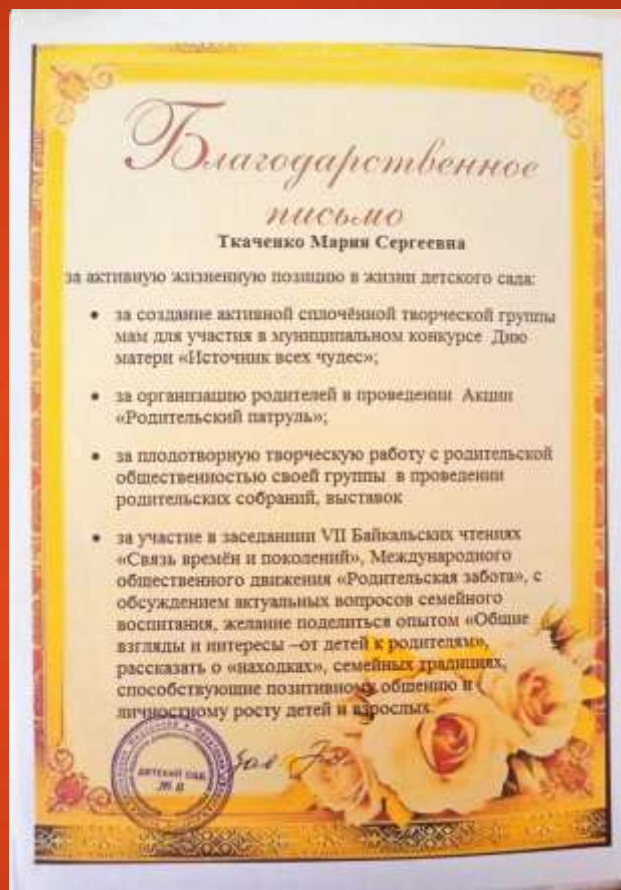 Благодарственное
письмо
Ткаченко Мария Сергеевна
за активную жизненную позицию в жизни детского сада:
• за создание активной сплочённой творческой группы
мам для участия в муниципальном конкурсе Дню
матери «Источник всех чудес»;
• за организацию родителей в проведении Акции
«Родительский патруль»;
• за плодотворную творческую работу с родительской
общественностью своей группы в проведении
родительских собраний, выставок
• за участие в заседаниии VII Байкальских чтениях
«Связь времён и поколений», Международного
общественного движения «Родительская забота», с
обсуждением актуальных вопросов семейного
воспитания, желание поделиться опытом «Общие
взгляды и интересы –от детей к родителям»,
рассказать о «находках», семейных традициях,
способствующие позитивному общению и
личностному росту детей и взрослых.
ДЕТСКИЙ САД